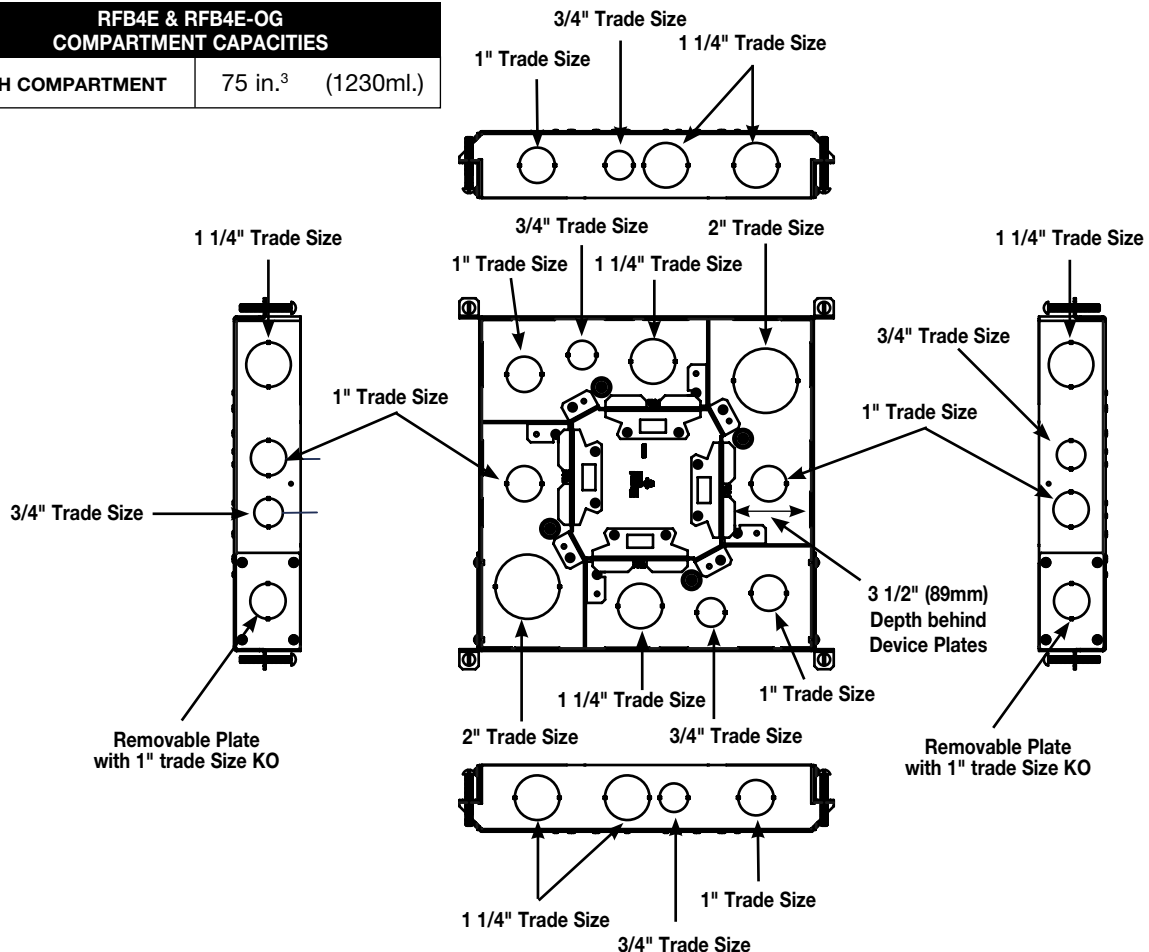 RFB4E & RFB4E-OG
COMPARTMENT CAPACITIES
H COMPARTMENT 75 in.³ (1230ml.)
3/4" Trade Size
1 1/4" Trade Size
1" Trade Size
1 1/4" Trade Size
3/4" Trade Size
2" Trade Size
1 1/4" Trade Size
1" Trade Size
1 1/4" Trade Size
3/4" Trade Size
1" Trade Size
1" Trade Size
3/4" Trade Size
3 1/2" (89mm)
Depth behind
Device Plates
1 1/4" Trade Size
1" Trade Size
2" Trade Size
3/4" Trade Size
Removable Plate
with 1" trade Size KO
Removable Plate
with 1" trade Size KO
1" Trade Size
1 1/4" Trade Size
3/4" Trade Size